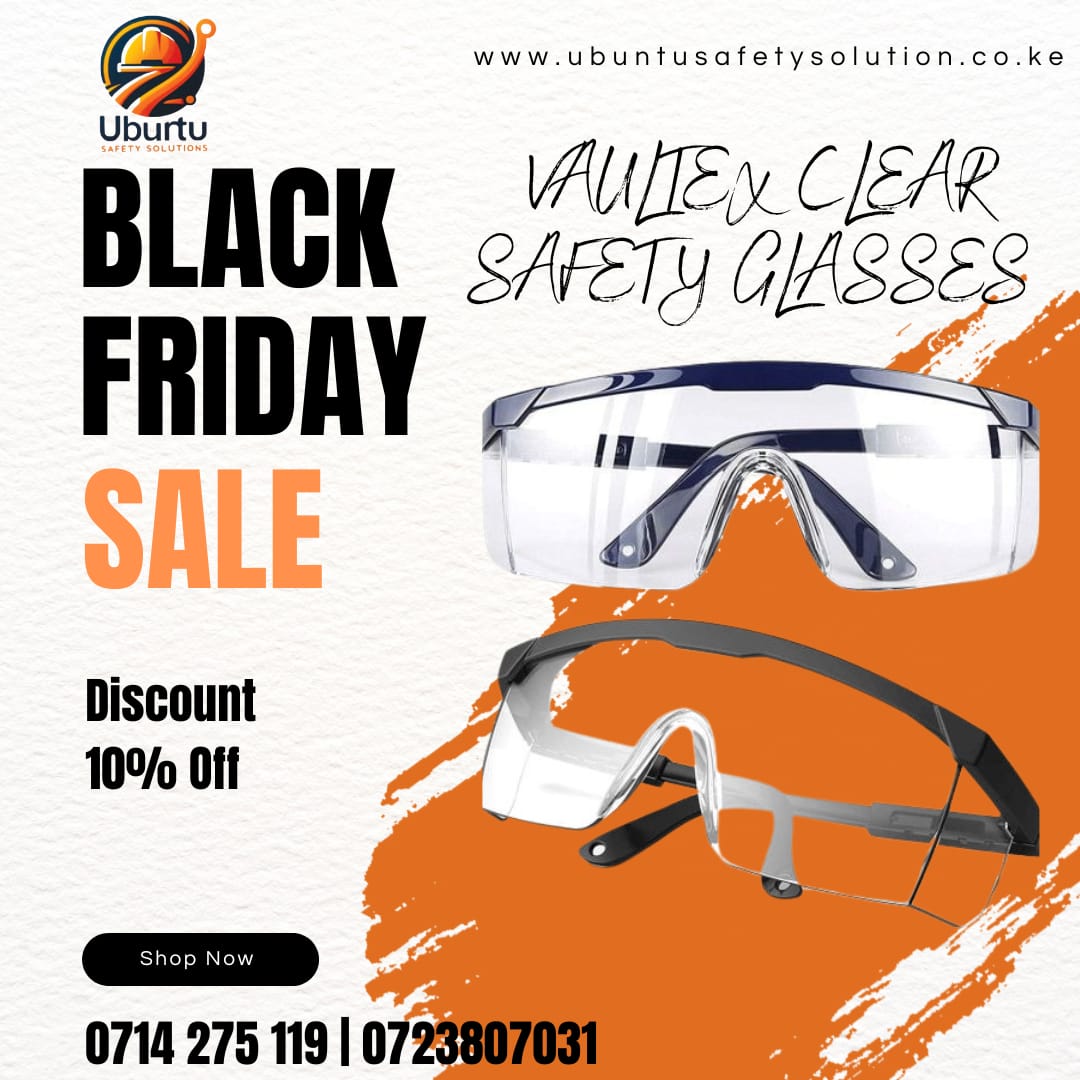 www.ubuntusafetysolution.co.ke
Uburtu
SAFETY SOLUTIONS
BLACK
FRIDAY
SALE
VAULTEX CLEAR
SAFETY GLASSES
Discount
10% Off
Shop Now
0714 275 119 | 0723807031